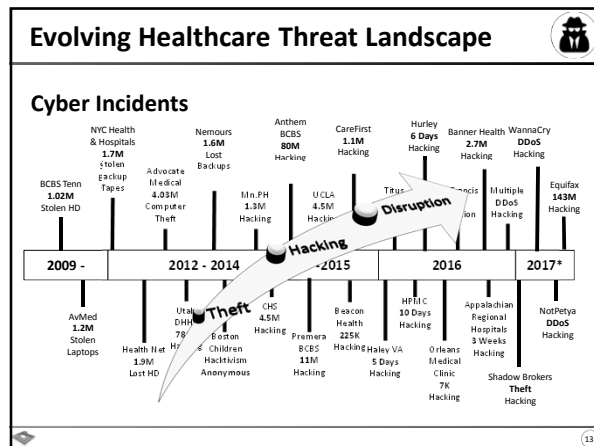 Evolving Healthcare Threat Landscape
Cyber Incidents
BCBS Tenn
1.02M
Stolen HD
NYC Health
& Hospitals
1.7M
Stolen
Backup
Tapes
Advocate
Medical
4.03M
Computer
Theft
Nemours
1.6M
Lost
Backups
Mn.PH
1.3M
Hacking
Anthem
BCBS
80M
Hacking
UCLA
4.5M
Hacking
CareFirst
1.1M
Hacking
Titus
Hurley
6 Days
Hacking
Banner Health
2.7M
Hacking
Multiple
DDoS
Hacking
WannaCry
DDoS
Hacking
Equifax
143M
Hacking
Theft
Hacking
Disruption
2009 -
2012 - 2014
-2015
2016
2017*
AvMed
1.2M
Stolen
Laptops
Health Net
1.9M
Lost HD
Utah
DHH
78
Boston
Children
Hacktivism
Anonymous
CHS
4.5M
Hacking
Premera
BCBS
11M
Hacking
Beacon
Health
225K
Hacking
Haley VA
5 Days
Hacking
HPMC
10 Days
Hacking
Orleans
Medical
Clinic
7K
Hacking
Appalachian
Regional
Hospitals
3 Weeks
Hacking
Shadow Brokers
Theft
Hacking
NotPetya
DDoS
Hacking
13